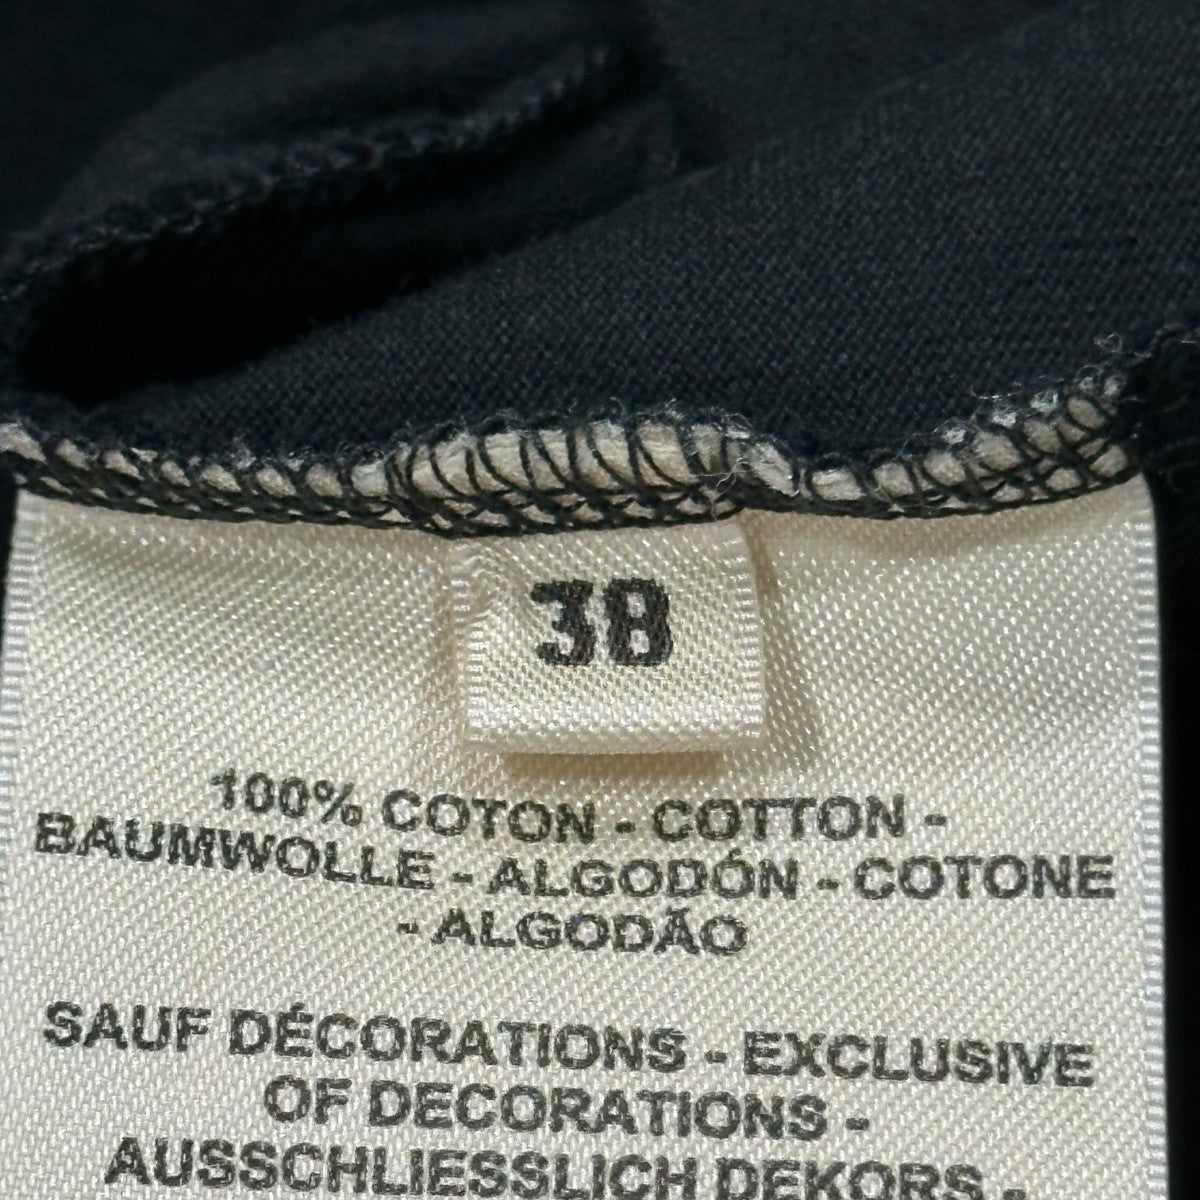 38
100% COTON - COTTON -
BAUMWOLLE - ALGODÓN - COTONE
- ALGODÃO
SAUF DÉCORATIONS - EXCLUSIVE
OF DECORATIONS -
AUSSCHLIESSLICH DEKORS -